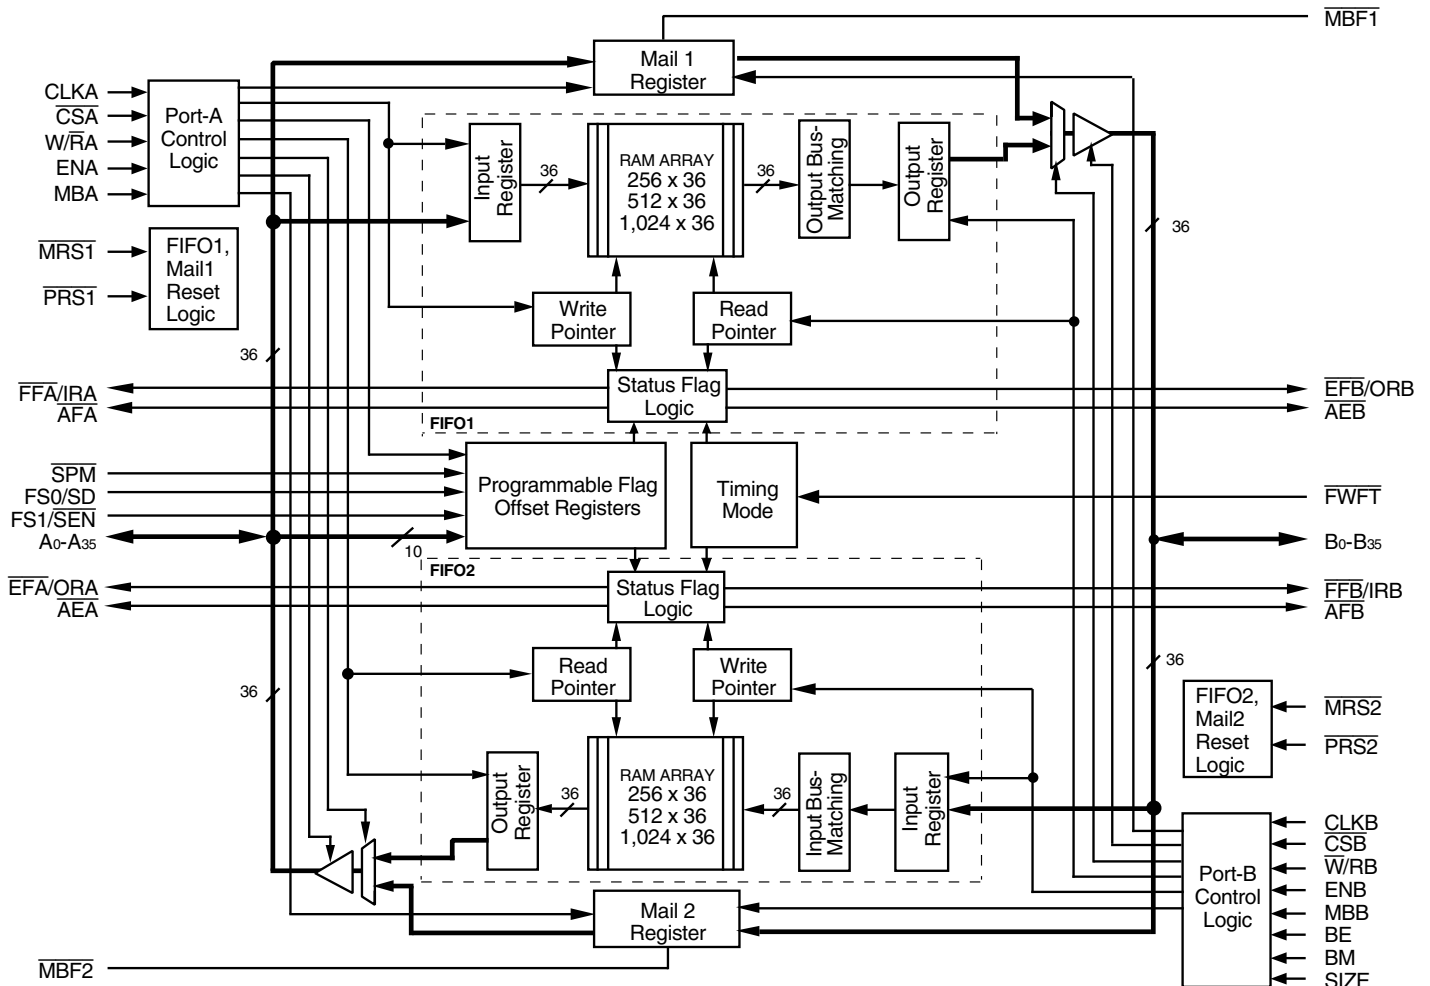 MBF1
Mail 1
Register
CLKA
CSA
W/RA
ENA
MBA
Port-A
Control
Logic
MRS1
PRS1
FIFO1,
Mail1
Reset
Logic
Input
Register
36
RAM ARRAY
256 x 36
512 x 36
1,024 x 36
36
Output Bus-
Matching
Output
Register
36
Write
Pointer
Read
Pointer
36
FFA/IRA
AFA
Status Flag
Logic
EFB/ORB
AEB
FIFO1
SPM
FS0/SD
FS1/SEN
A0-A35
10
Programmable Flag
Offset Registers
Timing
Mode
FWFT
B0-B35
FIFO2
EFA/ORA
AEA
Status Flag
Logic
FFB/IRB
AFB
36
Read
Pointer
Write
Pointer
36
FIFO2,
Mail2
Reset
Logic
MRS2
PRS2
Output
Register
36
RAM ARRAY
256 x 36
512 x 36
1,024 x 36
36
Input Bus-
Matching
Input
Register
Port-B
Control
Logic
CLKB
CSB
W/RB
ENB
MBB
BE
BM
SIZE
Mail 2
Register
MBF2